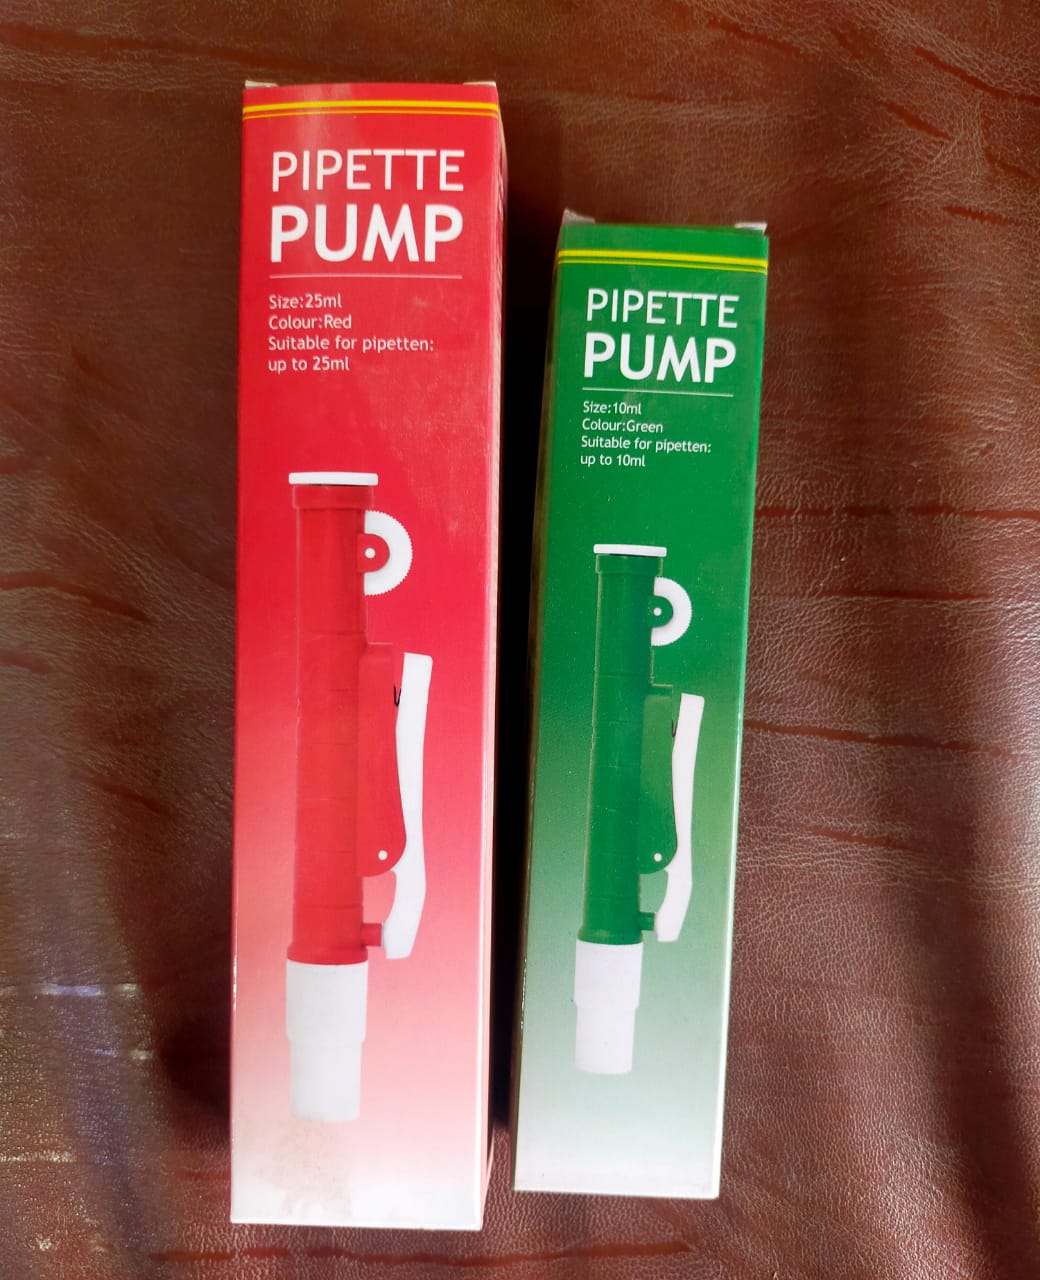 PIPETTE
PUMP
Size:25ml
Colour:Red
Suitable for pipetten:
up to 25ml
PIPETTE
PUMP
Size:10ml
Colour:Green
Suitable for pipetten:
up to 10ml